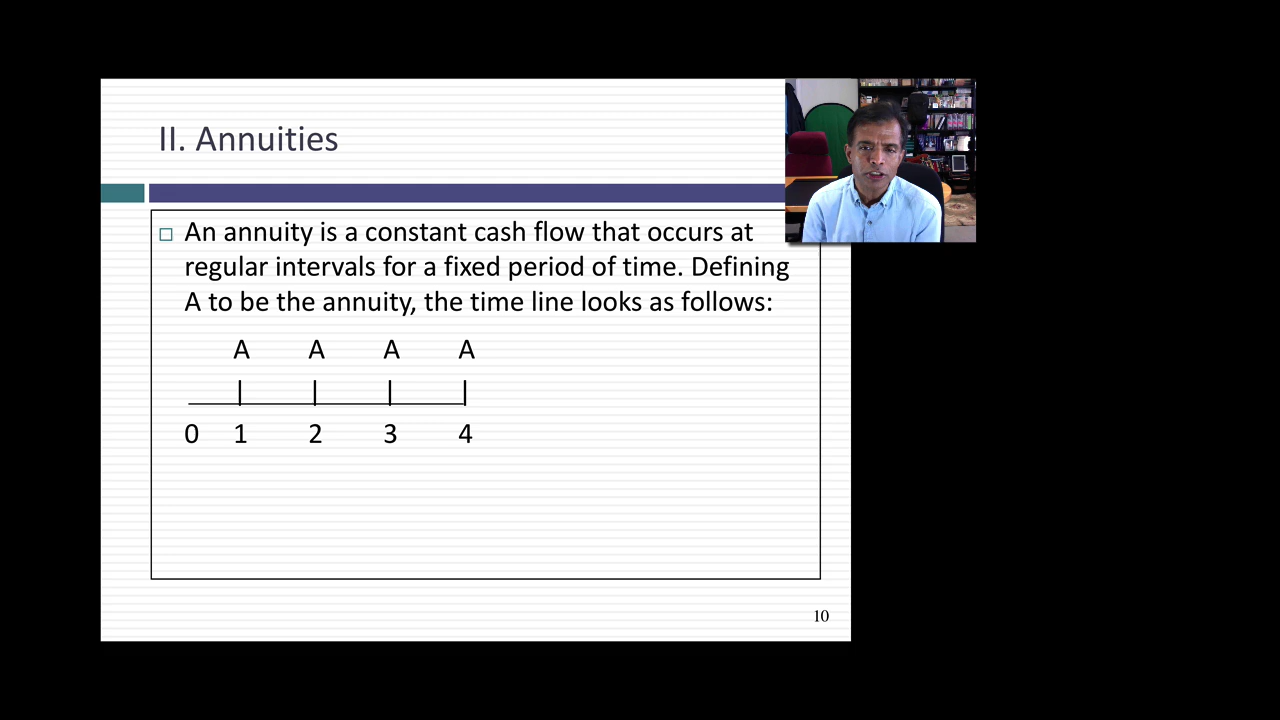 II. Annuities
□ An annuity is a constant cash flow that occurs at
regular intervals for a fixed period of time. Defining
A to be the annuity, the time line looks as follows:
A A A A
| | | |
0 1 2 3 4
10